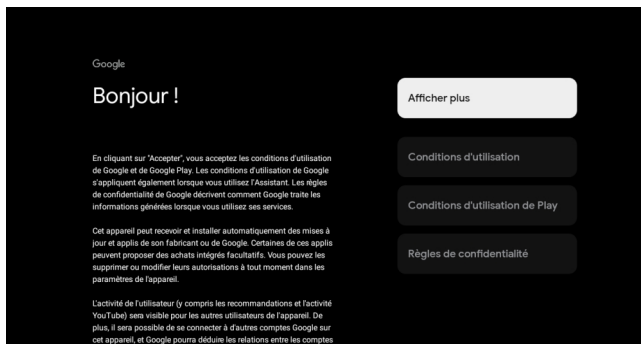 Google
Bonjour !
En cliquant sur "Accepter", vous acceptez les conditions d'utilisation
de Google et de Google Play. Les conditions d'utilisation de Google
s'appliquent également lorsque vous utilisez l'Assistant. Les règles
de confidentialité de Google décrivent comment Google traite les
informations générées lorsque vous utilisez ses services.
Cet appareil peut recevoir et installer automatiquement des mises à
jour et applis de son fabricant ou de Google. Certaines de ces applis
peuvent proposer des achats intégrés facultatifs. Vous pouvez les
supprimer ou modifier leurs autorisations à tout moment dans les
paramètres de l'appareil.
L'activité de l'utilisateur (y compris les recommandations et l'activité
YouTube) sera visible pour les autres utilisateurs de l'appareil. De
plus, il sera possible de se connecter à d'autres comptes Google sur
cet appareil, et Google pourra déduire les relations entre les comptes
Afficher plus
Conditions d'utilisation
Conditions d'utilisation de Play
Règles de confidentialité